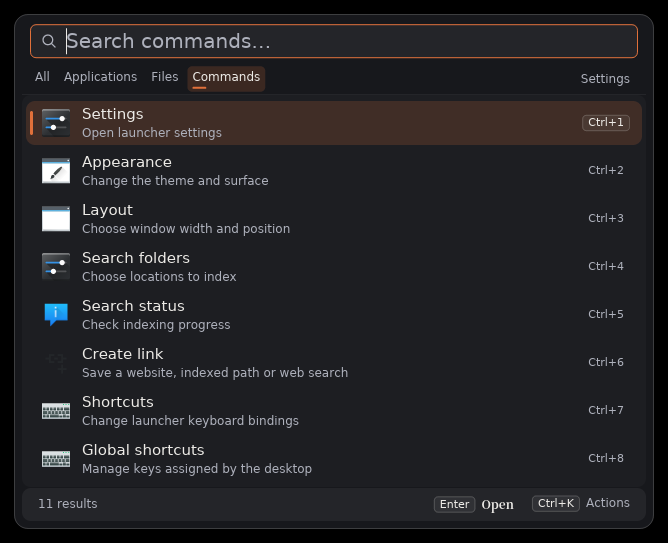 Search commands...
All Applications Files Commands Settings
Settings
Open launcher settings
Ctrl+1
Appearance
Change the theme and surface
Ctrl+2
Layout
Choose window width and position
Ctrl+3
Search folders
Choose locations to index
Ctrl+4
Search status
Check indexing progress
Ctrl+5
Create link
Save a website, indexed path or web search
Ctrl+6
Shortcuts
Change launcher keyboard bindings
Ctrl+7
Global shortcuts
Manage keys assigned by the desktop
Ctrl+8
11 results Enter Open Ctrl+K Actions